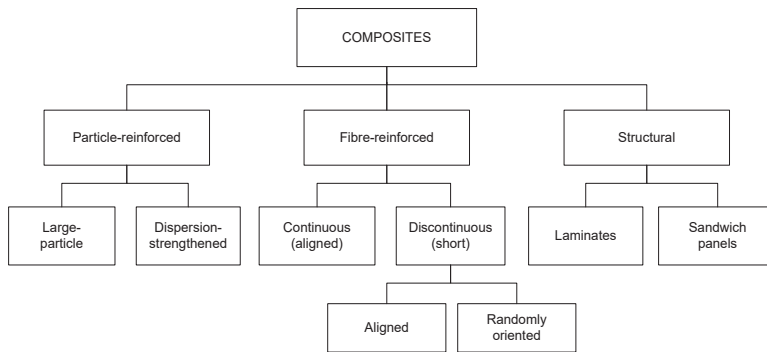 COMPOSITES
Particle-reinforced
Fibre-reinforced
Structural
Large-
particle
Dispersion-
strengthened
Continuous
(aligned)
Discontinuous
(short)
Laminates
Sandwich
panels
Aligned
Randomly
oriented